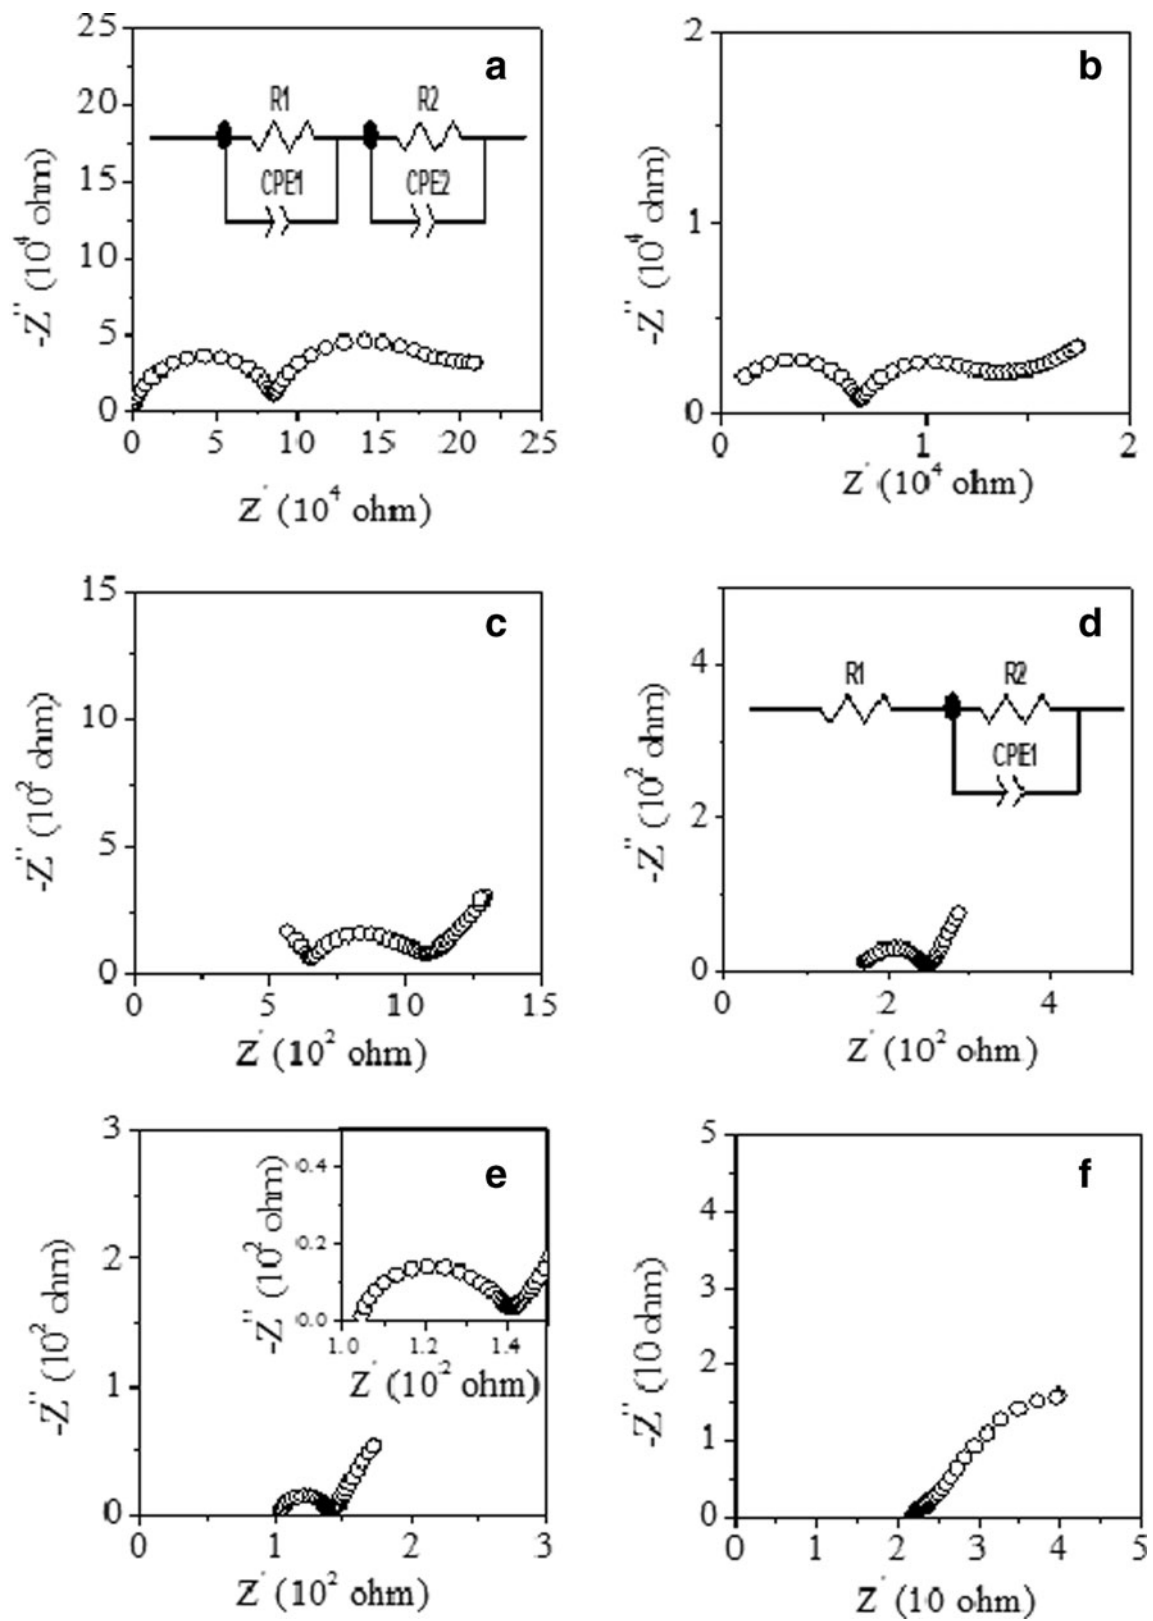 25
20
15
10
5
0
-Z'' (10⁴ ohm)
a
R1 R2
CPE1 CPE2
0 5 10 15 20 25
Z' (10⁴ ohm)
2
1
0
-Z'' (10⁴ ohm)
b
0 1 2
Z' (10⁴ ohm)
15
10
5
0
-Z'' (10² ohm)
c
0 5 10 15
Z' (10² ohm)
4
2
0
-Z'' (10² ohm)
d
R1 R2
CPE1
0 2 4
Z' (10² ohm)
3
2
1
0
-Z'' (10² ohm)
e
0.4
0.2
0.0
-Z'' (10² ohm)
1.0 1.2 1.4
Z' (10² ohm)
0 1 2 3
Z' (10² ohm)
5
4
3
2
1
0
-Z'' (10 ohm)
f
0 1 2 3 4 5
Z' (10 ohm)